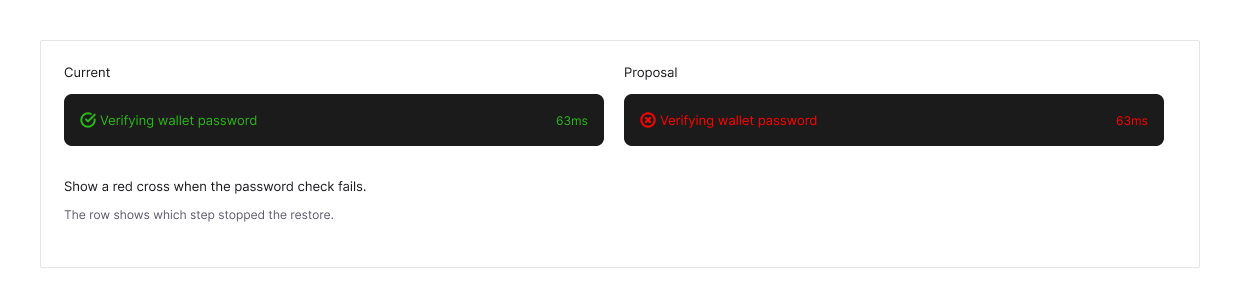 Current
Proposal
Verifying wallet password 63ms
Verifying wallet password 63ms
Show a red cross when the password check fails.
The row shows which step stopped the restore.